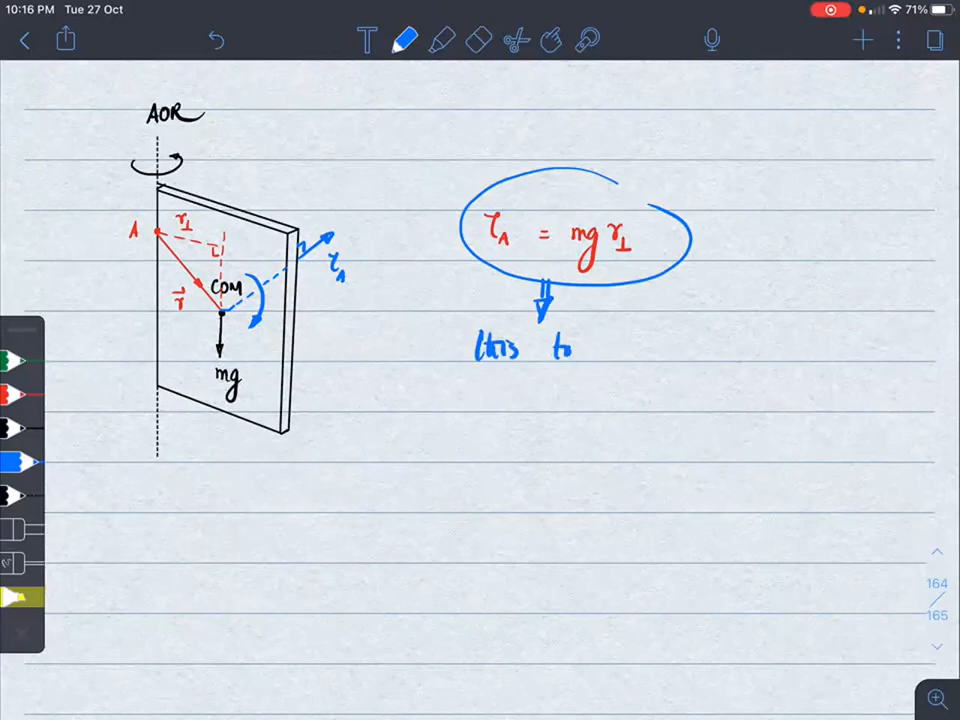 10:16 PM Tue 27 Oct
71%
T
AOR
A
r⊥
COM
r⃗
mg
τA
τA = mg r⊥
this to
164
165